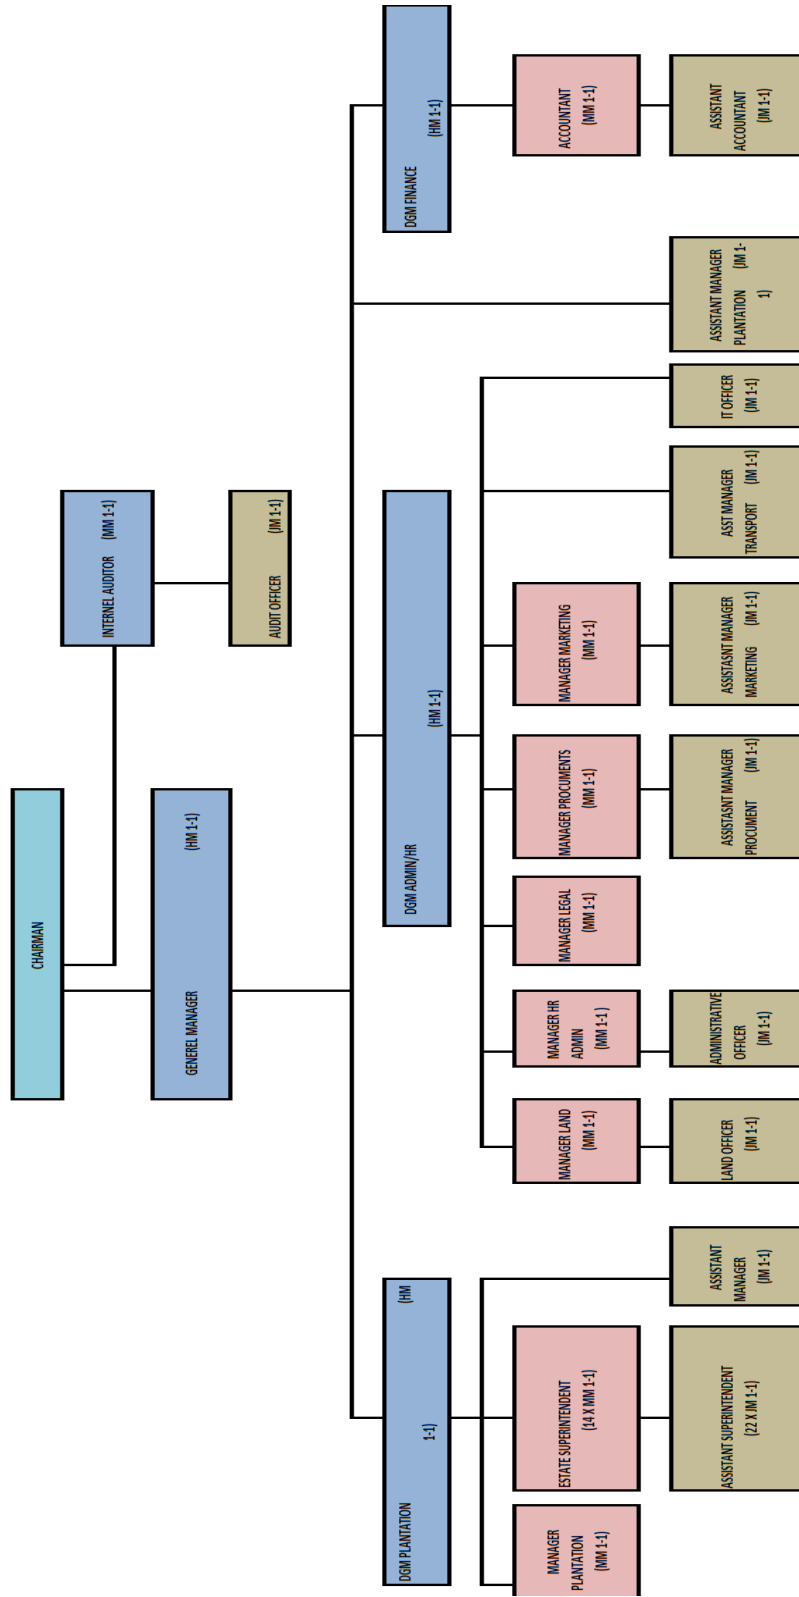 CHAIRMAN
INTERNEL AUDITOR (MM 1-1)
AUDIT OFFICER (JM 1-1)
GENEREL MANAGER (HM 1-1)
DGM PLANTATION (HM
1-1)
DGM ADMIN/HR (HM 1-1)
DGM FINANCE (HM 1-1)
MANAGER
PLANTATION
(MM 1-1)
ESTATE SUPERINTENDENT
(14 X MM 1-1)
MANAGER LAND
(MM 1-1)
MANAGER HR
ADMIN
(MM 1-1 )
MANAGER LEGAL
(MM 1-1)
MANAGER PROCUMENTS
(MM 1-1)
MANAGER MARKETING
(MM 1-1)
ACCOUNTANT
(MM 1-1)
ASSISTANT SUPERINTENDENT
(22 X JM 1-1)
ASSISTANT
MANAGER
(JM 1-1)
LAND OFFICER
(JM 1-1)
ADMINISTRATIVE
OFFICER
(JM 1-1)
ASSISTASNT MANAGER
PROCUMENT (JM 1-1)
ASSISTASNT MANAGER
MARKETING (JM 1-1)
ASST MANAGER
TRANSPORT (JM 1-1)
IT OFFICER
(JM 1-1)
ASSISTANT MANAGER
PLANTATION (JM 1-
1)
ASSISTANT
ACCOUNTANT
(JM 1-1)